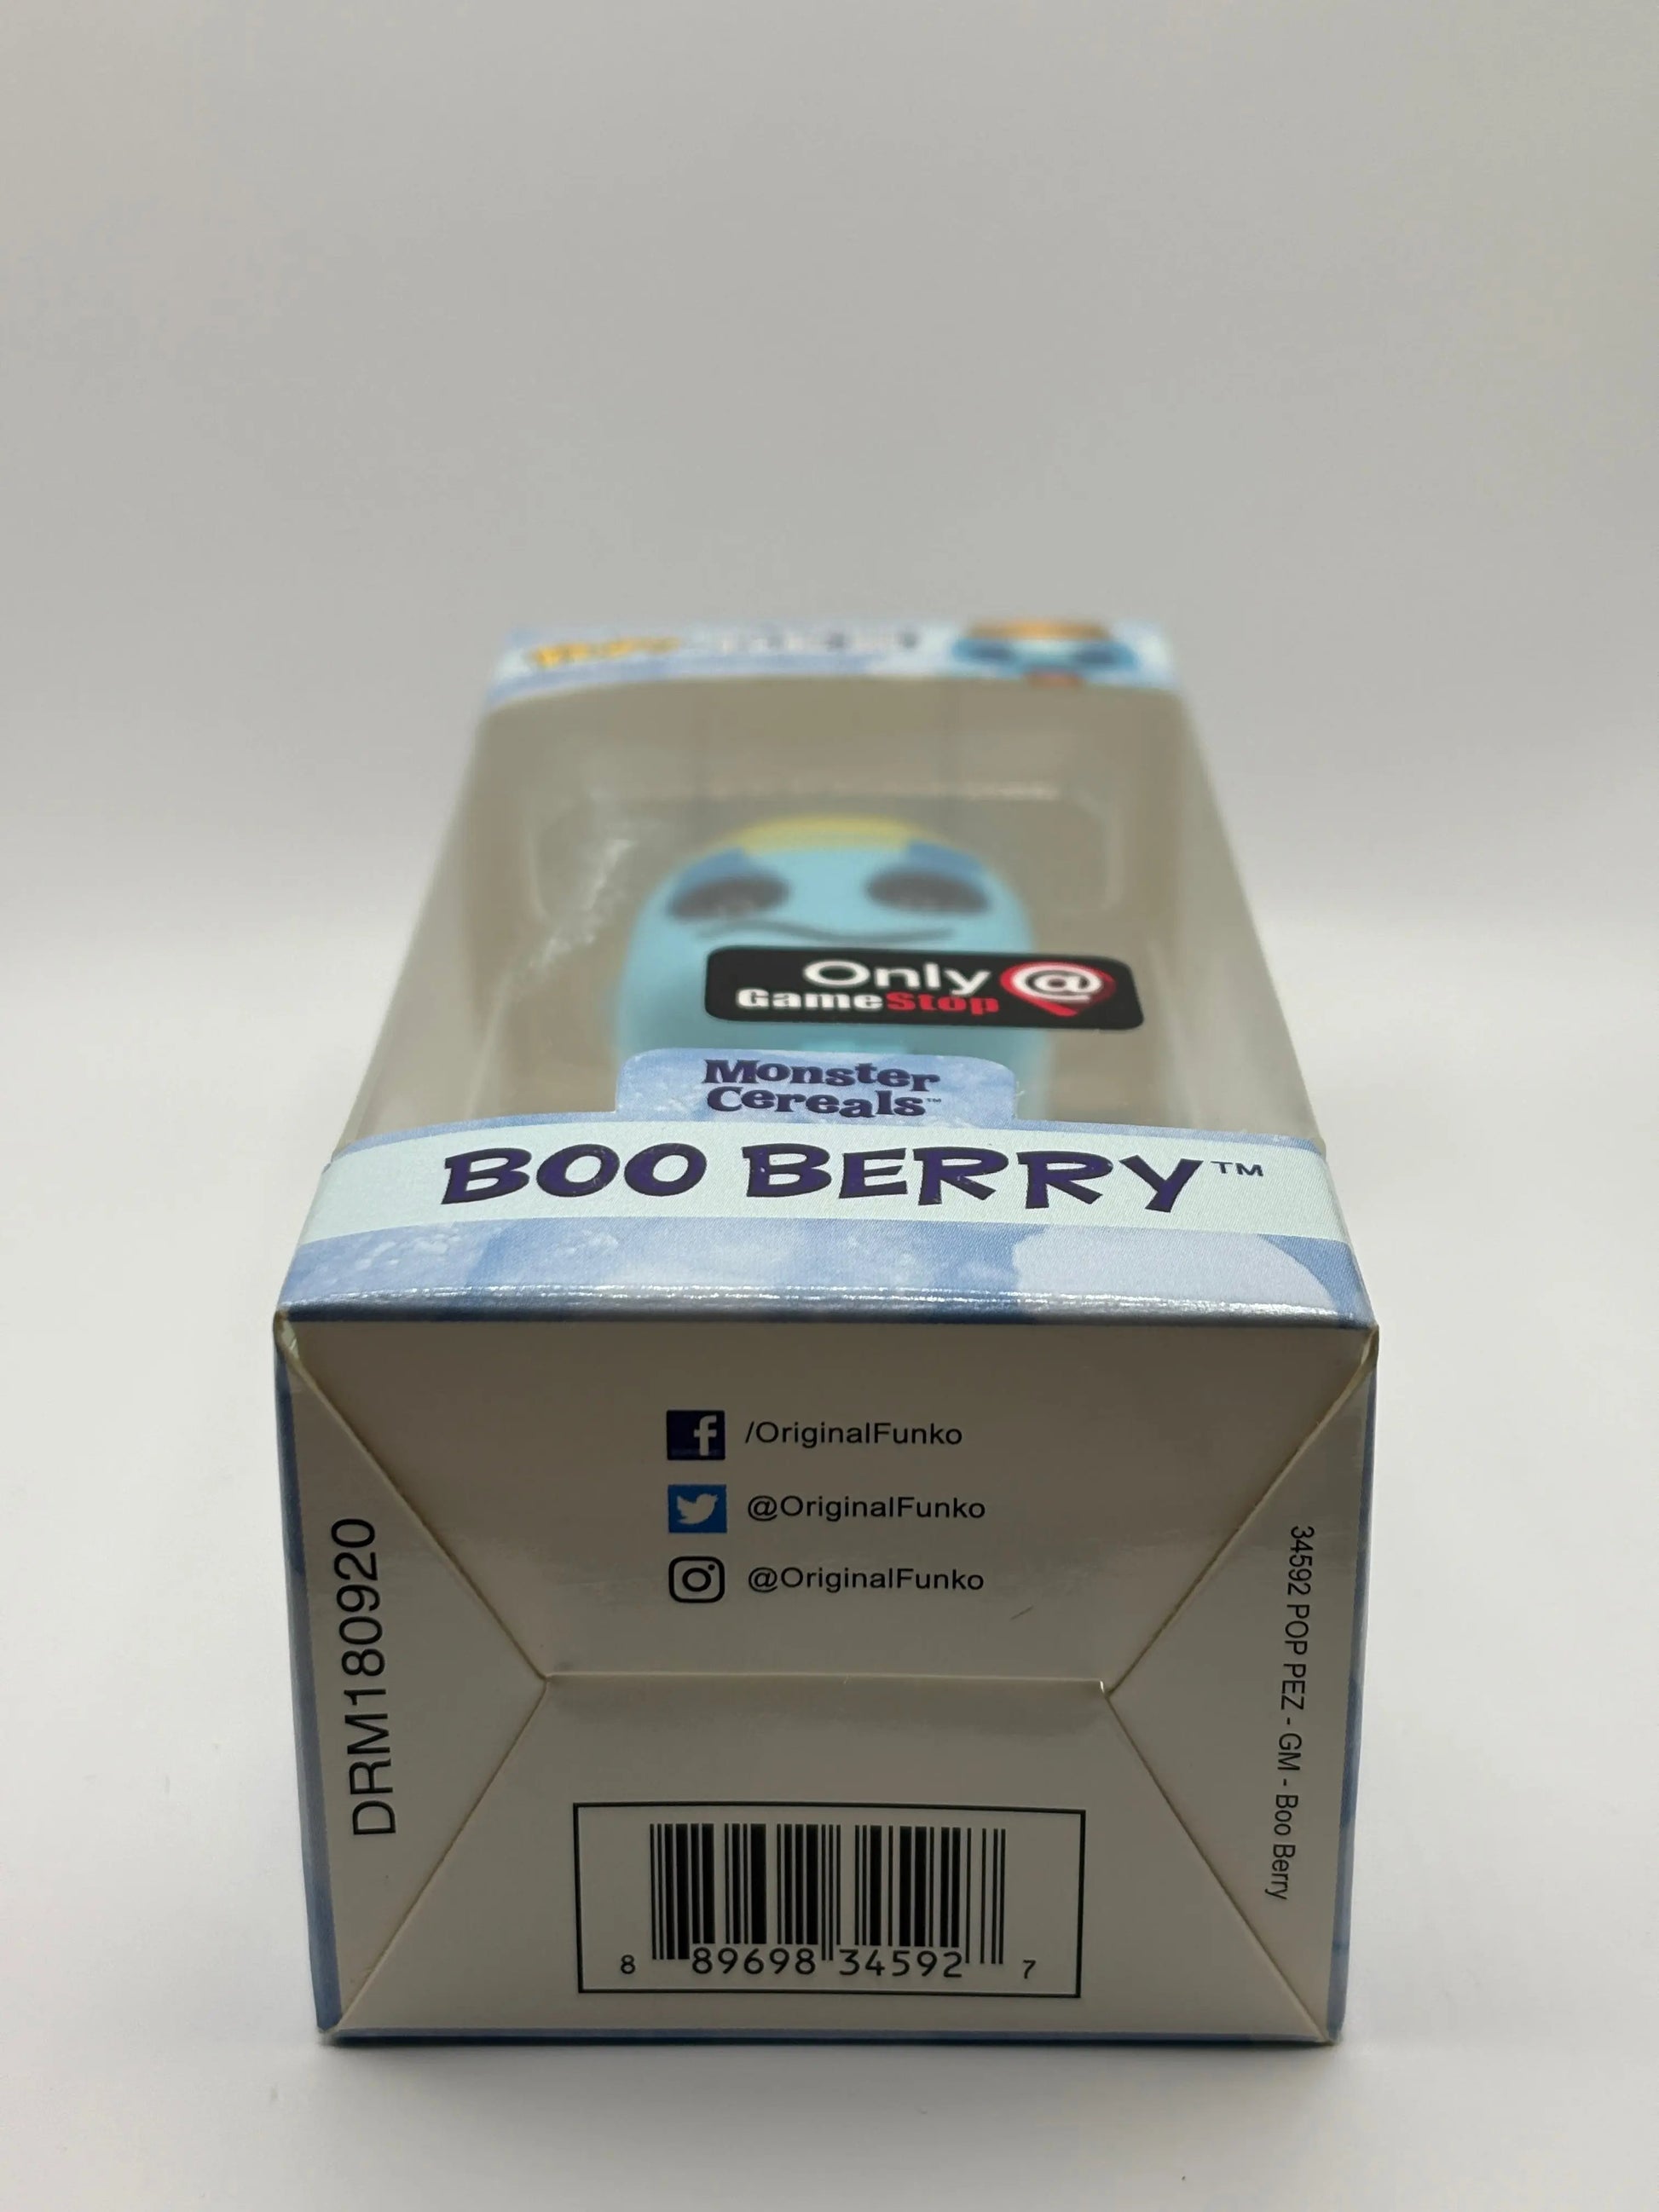 Only @
GameStop
Monster
Cereals™
BOO BERRY™
/OriginalFunko
@OriginalFunko
@OriginalFunko
DRM180920
34592 POP PEZ - GM - Boo Berry
8 89698 34592 7